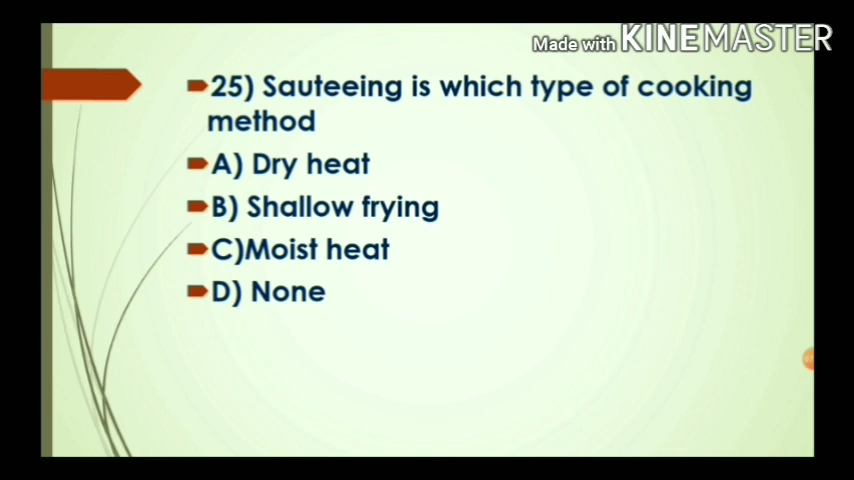 Made with KINEMASTER
25) Sauteeing is which type of cooking
method
A) Dry heat
B) Shallow frying
C)Moist heat
D) None